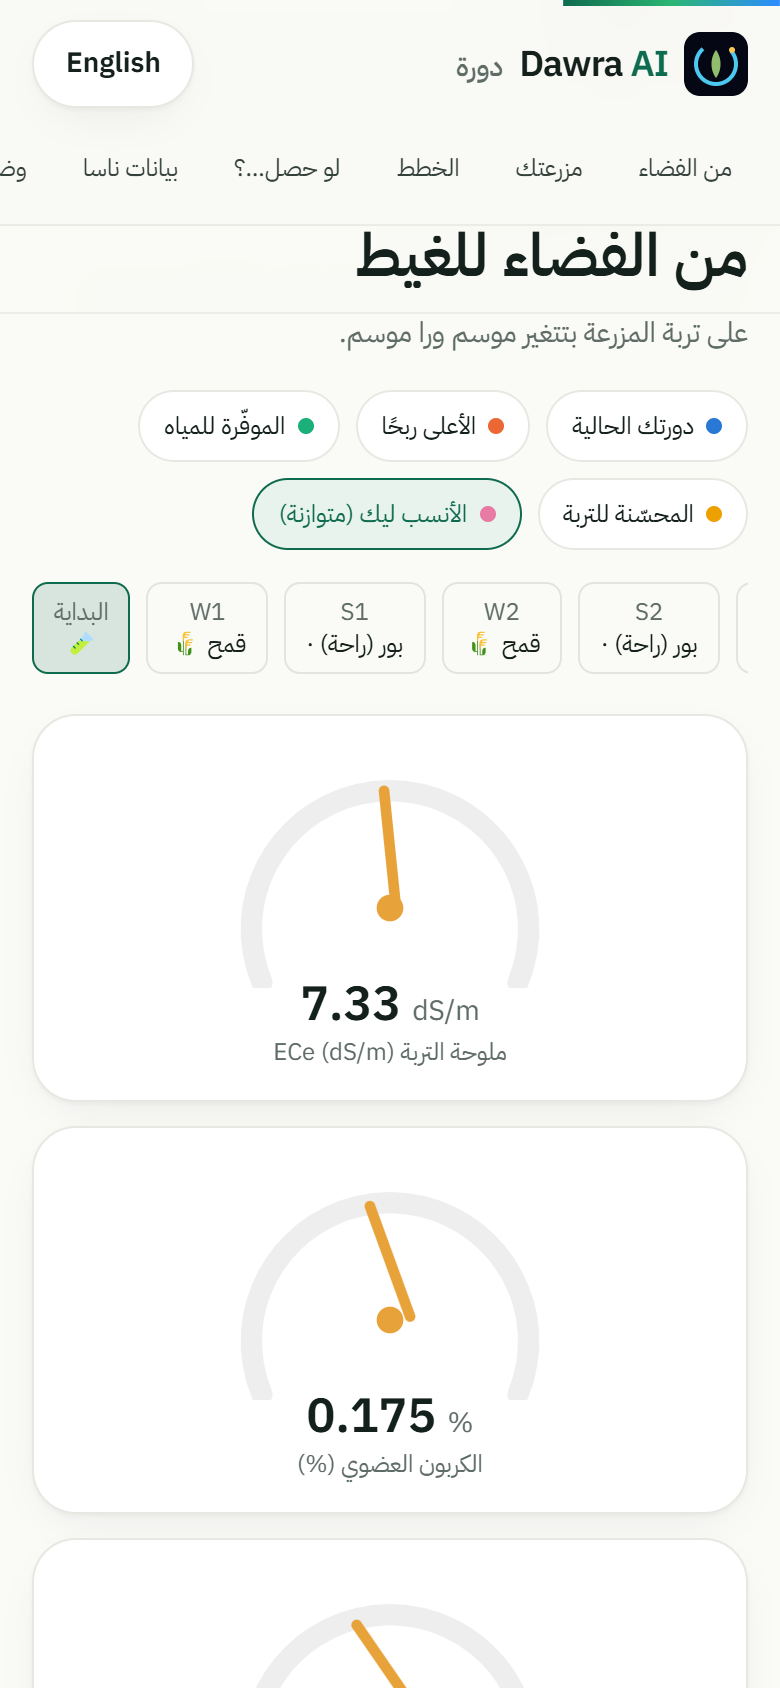 Dawra AI دورة
English
من الفضاء مزرعتك الخطط لو حصل...؟ بيانات ناسا
من الفضاء للغيط
على تربة المزرعة بتتغير موسم ورا موسم.
دورتك الحالية الأعلى ربحًا الموفّرة للمياه
المحسّنة للتربة الأنسب ليك (متوازنة)
البداية W1 S1 W2 S2
قمح بور (راحة) · قمح بور (راحة) ·
7.33 dS/m
ملوحة التربة ECe (dS/m)
0.175 %
الكربون العضوي (%)